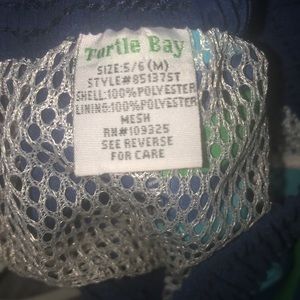 Turtle Bay
SIZE:5/6 (M)
STYLE#85137ST
SHELL:100%POLYESTER
LINING:100%POLYESTER
MESH
RN#109325
SEE REVERSE
FOR CARE